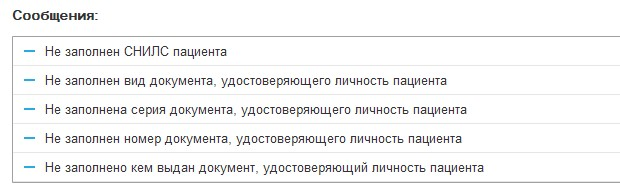 Сообщения:
Не заполнен СНИЛС пациента
Не заполнен вид документа, удостоверяющего личность пациента
Не заполнена серия документа, удостоверяющего личность пациента
Не заполнен номер документа, удостоверяющего личность пациента
Не заполнено кем выдан документ, удостоверяющий личность пациента